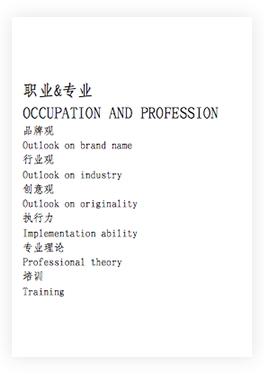 职业&专业
OCCUPATION AND PROFESSION
品牌观
Outlook on brand name
行业观
Outlook on industry
创意观
Outlook on originality
执行力
Implementation ability
专业理论
Professional theory
培训
Training